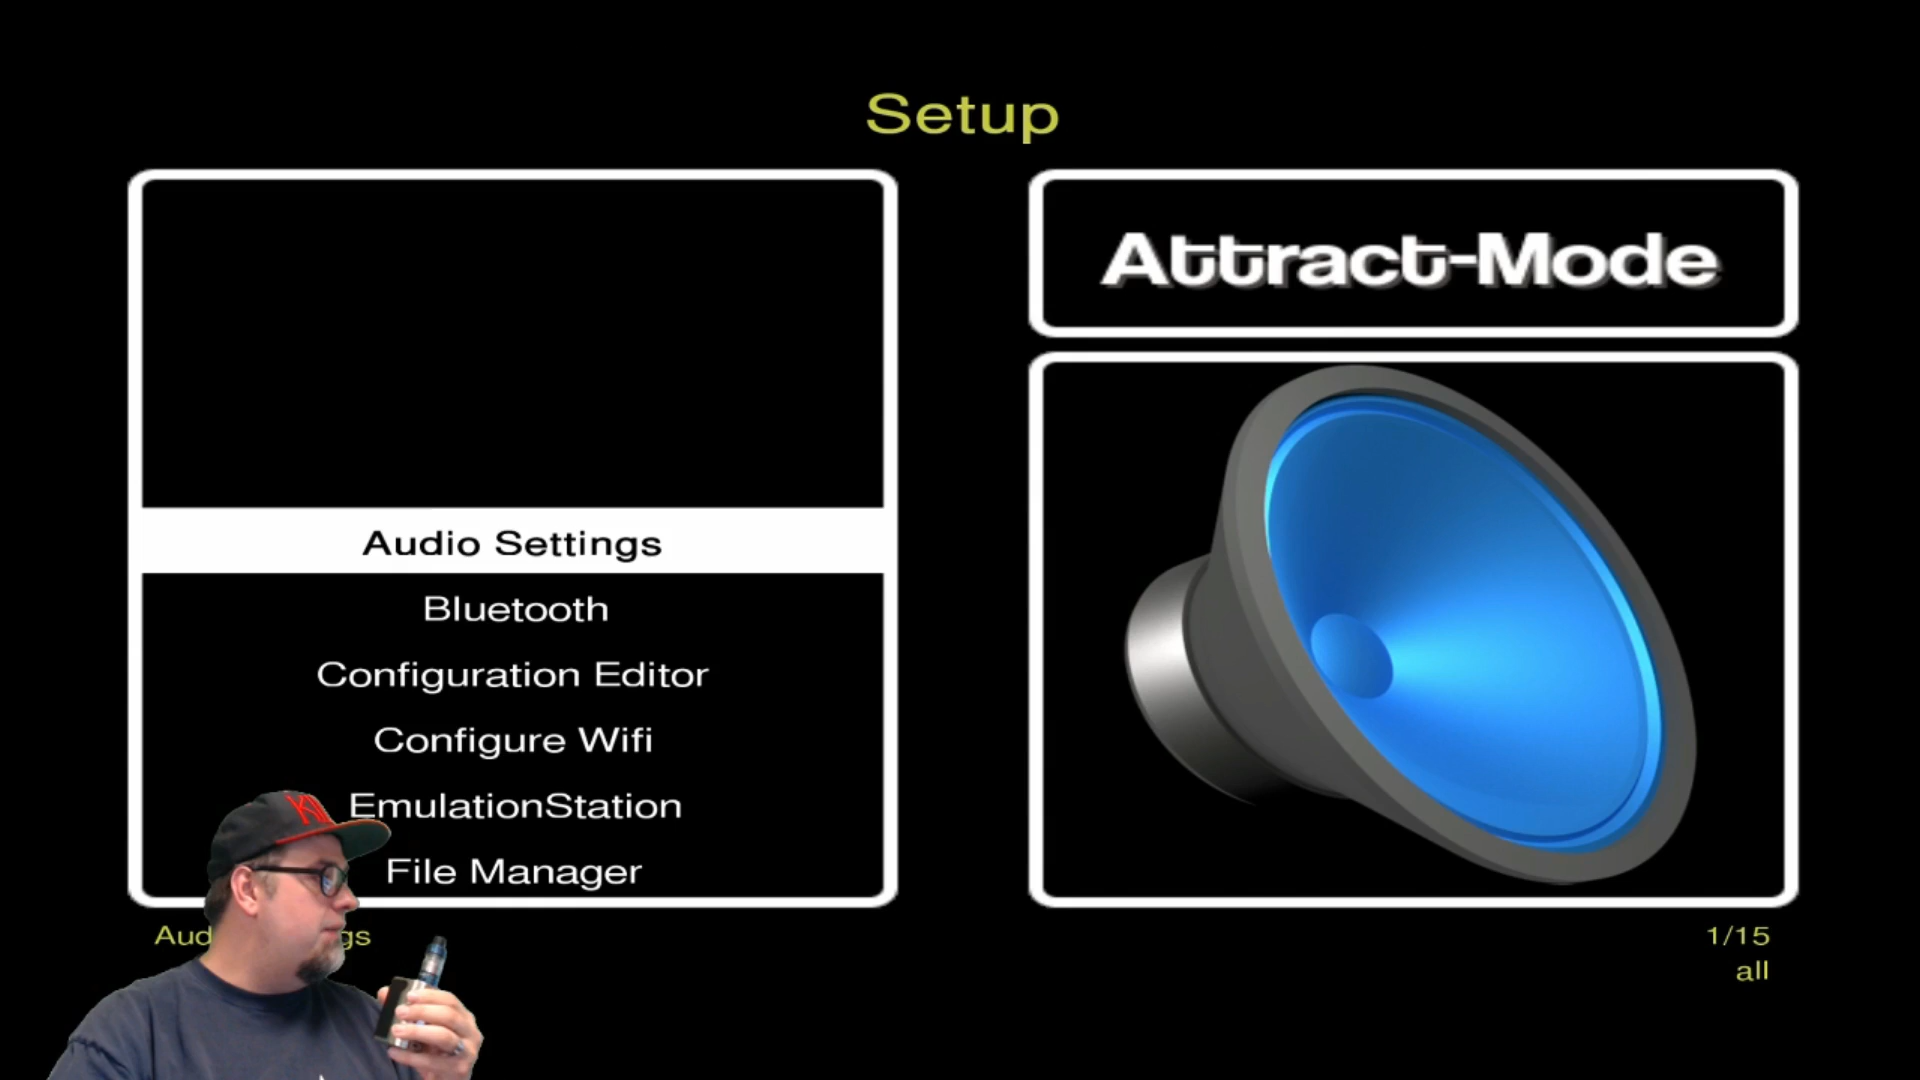 Setup
Attract-Mode
Audio Settings
Bluetooth
Configuration Editor
Configure Wifi
EmulationStation
File Manager
1/15
all